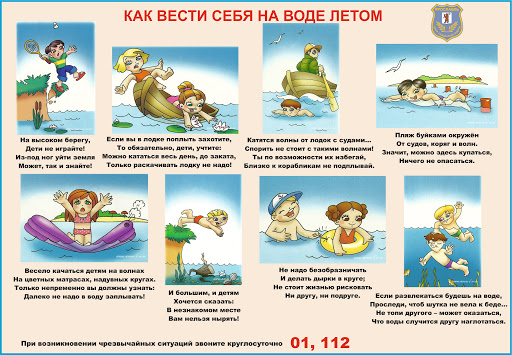 КАК ВЕСТИ СЕБЯ НА ВОДЕ ЛЕТОМ
На высоком берегу,
Дети не играйте!
Из-под ног уйти земля
Может, так и знайте!
Если вы в лодке поплыть захотите,
То обязательно, дети, учтите:
Можно кататься весь день, до заката,
Только раскачивать лодку не надо!
Катятся волны от лодок с судами...
Спорить не стоит с такими волнами!
Ты по возможности их избегай,
Близко к корабликам не подплывай.
Пляж буйками окружён
От судов, коряг и волн.
Значит, можно здесь купаться,
Ничего не опасаться.
Весело качаться детям на волнах
На цветных матрасах, надувных кругах.
Только непременно вы должны узнать:
Далеко не надо в воду заплывать!
И большим, и детям
Хочется сказать:
В незнакомом месте
Вам нельзя нырять!
Не надо безобразничать
И делать дырки в круге;
Не стоит жизнью рисковать
Ни другу, ни подруге.
Если развлекаться будешь на воде,
Проследи, чтоб шутка не вела к беде...
Не топи другого – может оказаться,
Что воды случится другу наглотаться.
При возникновении чрезвычайных ситуаций звоните круглосуточно 01, 112